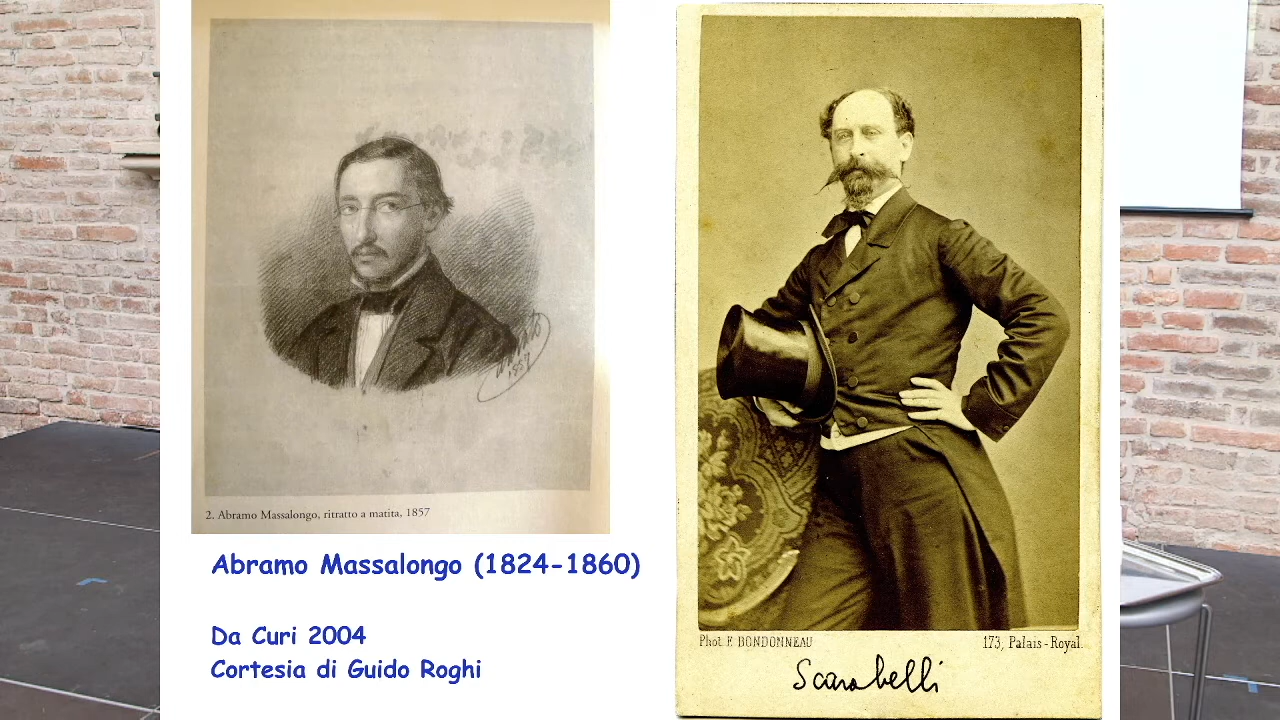 1857
2. Abramo Massalongo, ritratto a matita, 1857
Abramo Massalongo (1824-1860)
Da Curi 2004
Cortesia di Guido Roghi
Phot. F. BONDONNEAU
173, Palais-Royal.
Scarabelli